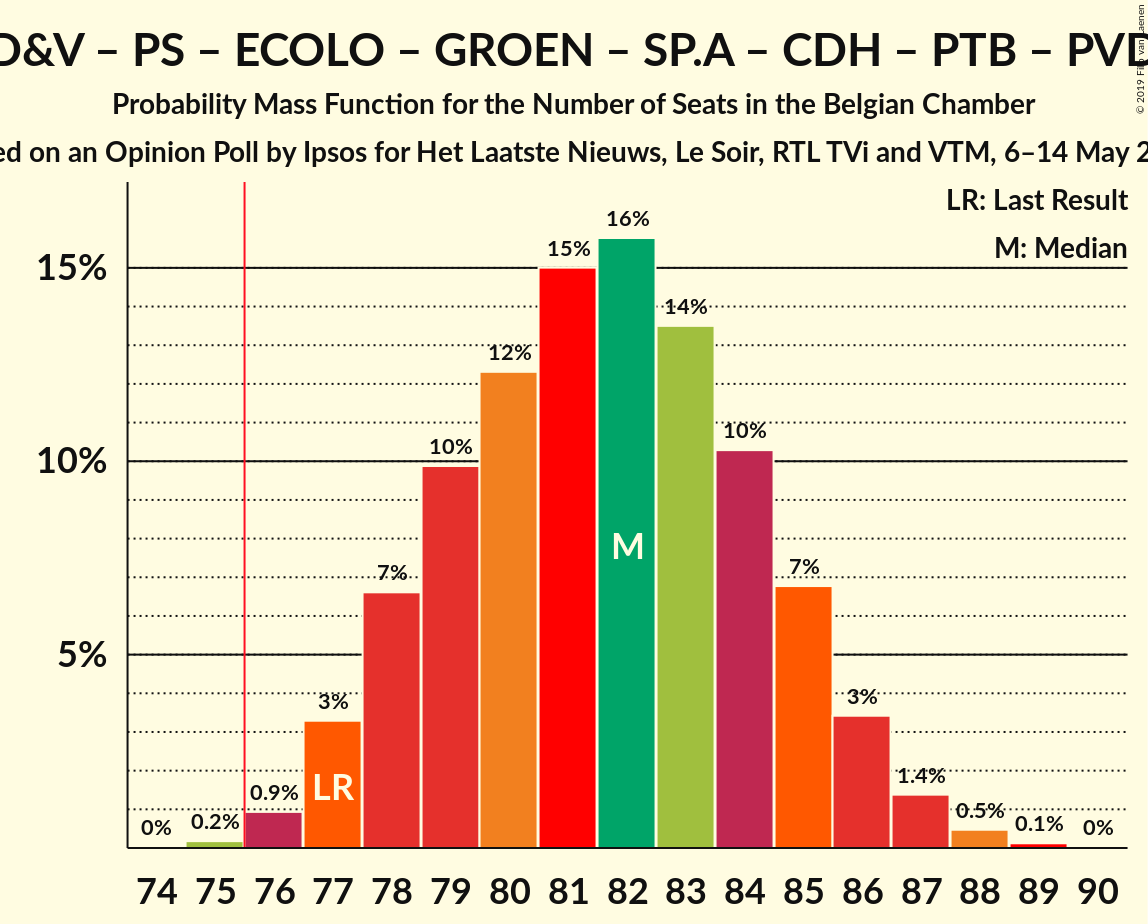 D&V – PS – ECOLO – GROEN – SP.A – CDH – PTB – PVD
Probability Mass Function for the Number of Seats in the Belgian Chamber
ed on an Opinion Poll by Ipsos for Het Laatste Nieuws, Le Soir, RTL TVi and VTM, 6–14 May 2
© 2019 Filip van Laenen
LR: Last Result
M: Median
16%
15%
15%
14%
12%
10%
10%
10%
M
7%
7%
5%
3%
3%
LR
1.4%
0.9%
0.5%
0.2%
0.1%
0%
0%
74 75 76 77 78 79 80 81 82 83 84 85 86 87 88 89 90